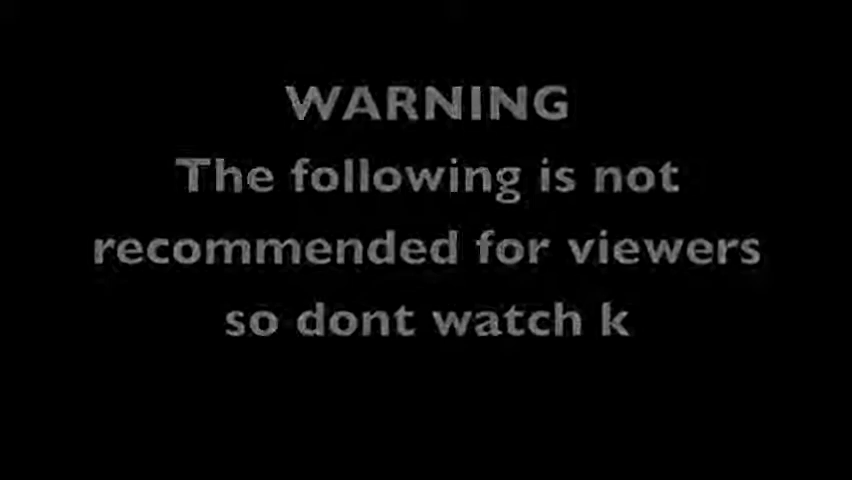 WARNING
The following is not
recommended for viewers
so dont watch k